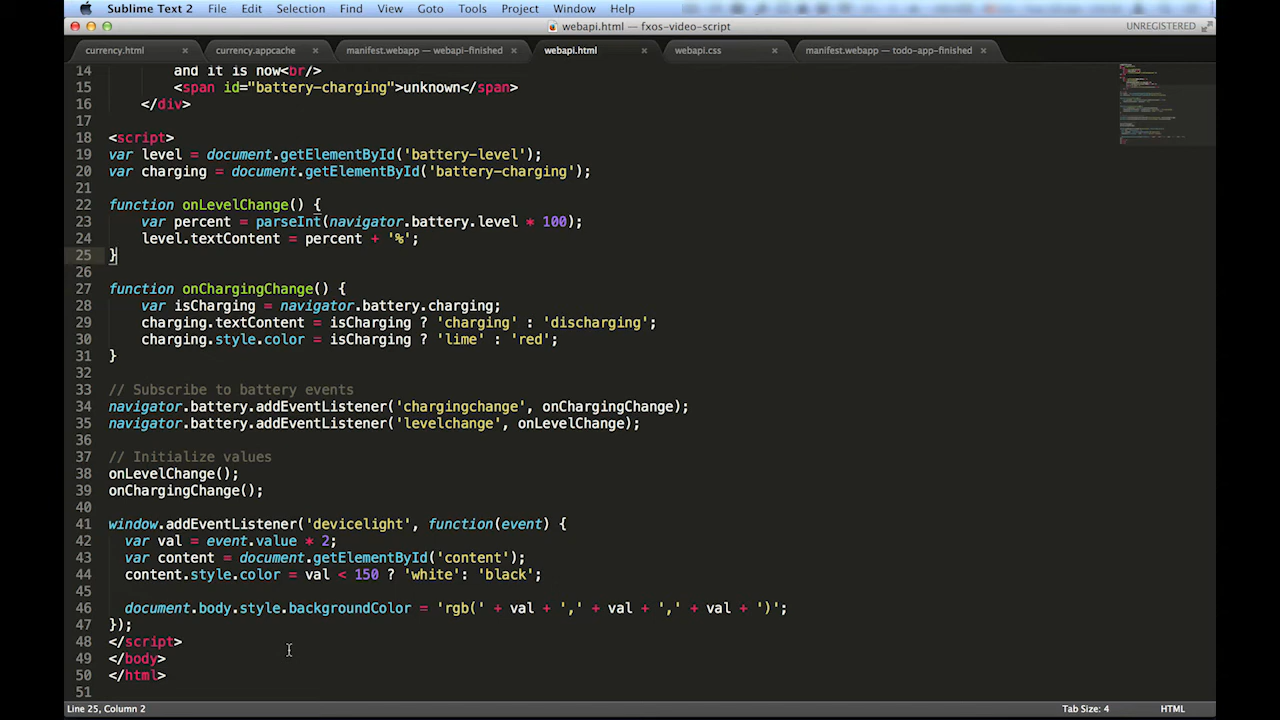 Sublime Text 2 File Edit Selection Find View Goto Tools Project Window Help
webapi.html — fxos-video-script
UNREGISTERED
currency.html × currency.appcache × manifest.webapp — webapi-finished × webapi.html × webapi.css × manifest.webapp — todo-app-finished ×
14 and it is now<br/>
15 <span id="battery-charging">unknown</span>
16 </div>
17
18 <script>
19 var level = document.getElementById('battery-level');
20 var charging = document.getElementById('battery-charging');
21
22 function onLevelChange() {
23 var percent = parseInt(navigator.battery.level * 100);
24 level.textContent = percent + '%';
25 }
26
27 function onChargingChange() {
28 var isCharging = navigator.battery.charging;
29 charging.textContent = isCharging ? 'charging' : 'discharging';
30 charging.style.color = isCharging ? 'lime' : 'red';
31 }
32
33 // Subscribe to battery events
34 navigator.battery.addEventListener('chargingchange', onChargingChange);
35 navigator.battery.addEventListener('levelchange', onLevelChange);
36
37 // Initialize values
38 onLevelChange();
39 onChargingChange();
40
41 window.addEventListener('devicelight', function(event) {
42 var val = event.value * 2;
43 var content = document.getElementById('content');
44 content.style.color = val < 150 ? 'white': 'black';
45
46 document.body.style.backgroundColor = 'rgb(' + val + ',' + val + ',' + val + ')';
47 });
48 </script>
49 </body>
50 </html>
51
Line 25, Column 2 Tab Size: 4 HTML